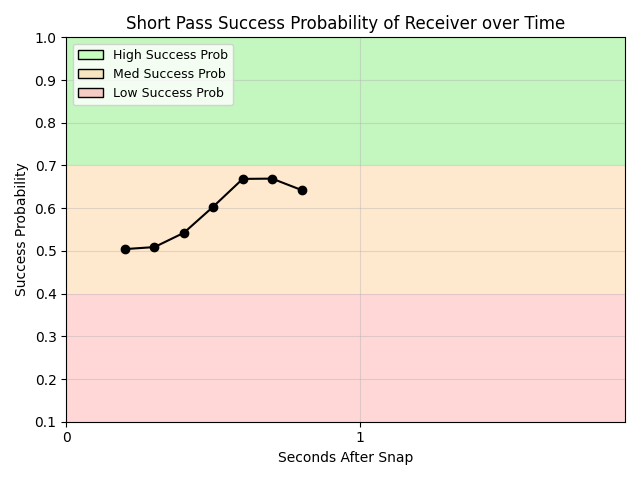 Short Pass Success Probability of Receiver over Time
High Success Prob
Med Success Prob
Low Success Prob
Success Probability
1.0
0.9
0.8
0.7
0.6
0.5
0.4
0.3
0.2
0.1
0
1
Seconds After Snap